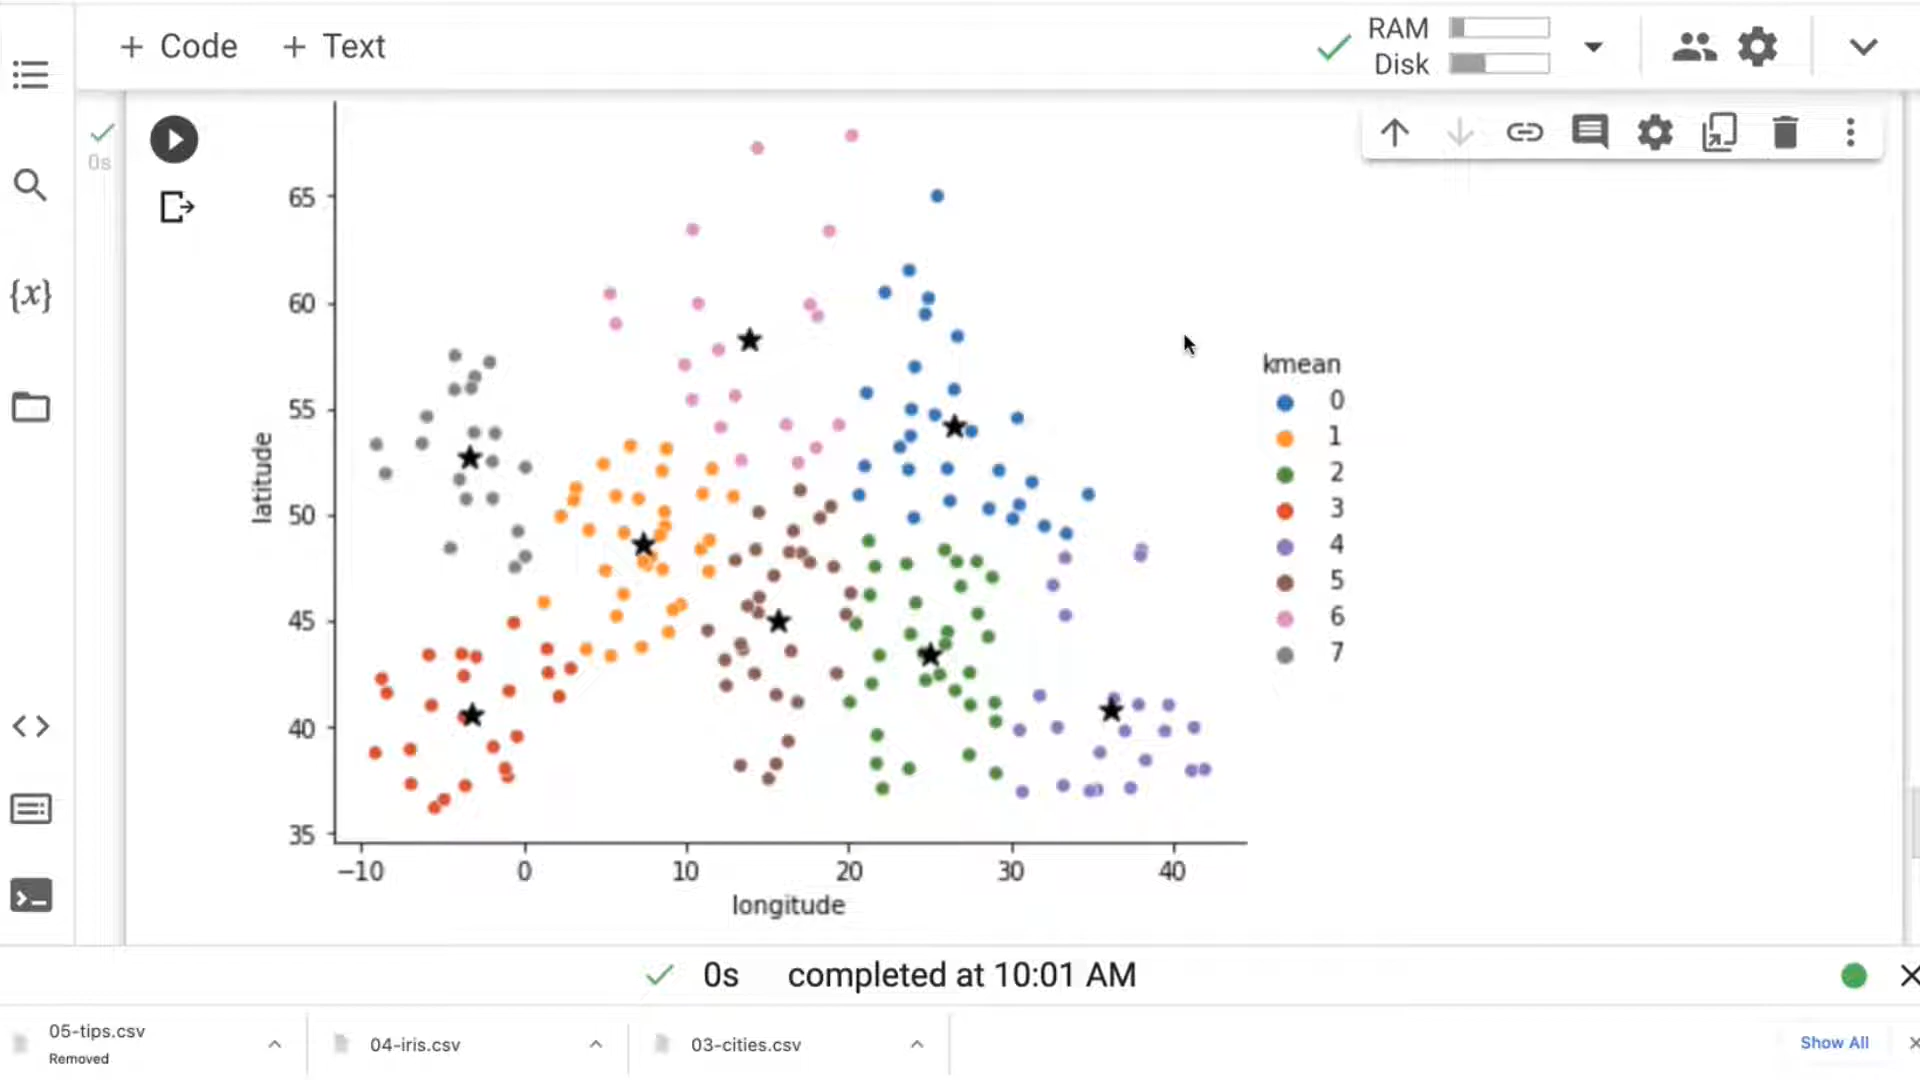 + Code + Text
RAM
Disk
0s
{x}
65
60
55
50
45
40
35
latitude
−10 0 10 20 30 40
longitude
kmean
0
1
2
3
4
5
6
7
0s completed at 10:01 AM
05-tips.csv
Removed
04-iris.csv
03-cities.csv
Show All